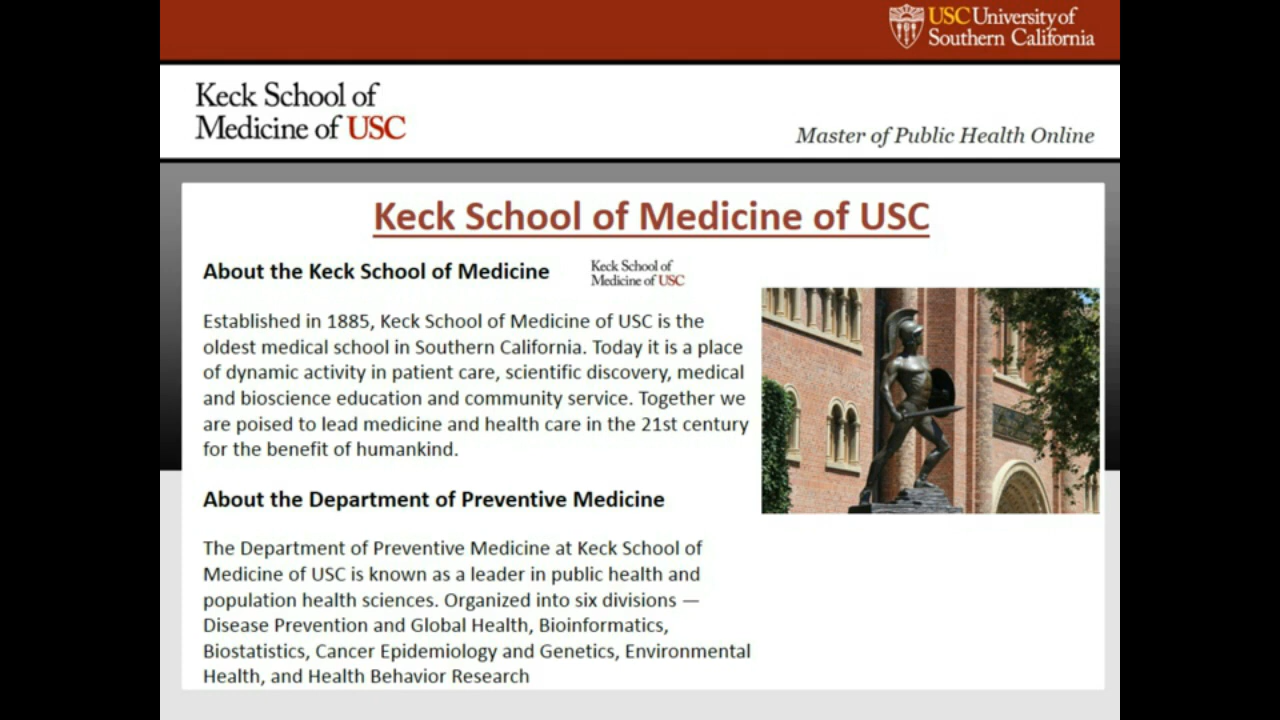 USC University of
Southern California
Keck School of
Medicine of USC
Master of Public Health Online
Keck School of Medicine of USC
About the Keck School of Medicine
Keck School of
Medicine of USC
Established in 1885, Keck School of Medicine of USC is the
oldest medical school in Southern California. Today it is a place
of dynamic activity in patient care, scientific discovery, medical
and bioscience education and community service. Together we
are poised to lead medicine and health care in the 21st century
for the benefit of humankind.
About the Department of Preventive Medicine
The Department of Preventive Medicine at Keck School of
Medicine of USC is known as a leader in public health and
population health sciences. Organized into six divisions —
Disease Prevention and Global Health, Bioinformatics,
Biostatistics, Cancer Epidemiology and Genetics, Environmental
Health, and Health Behavior Research